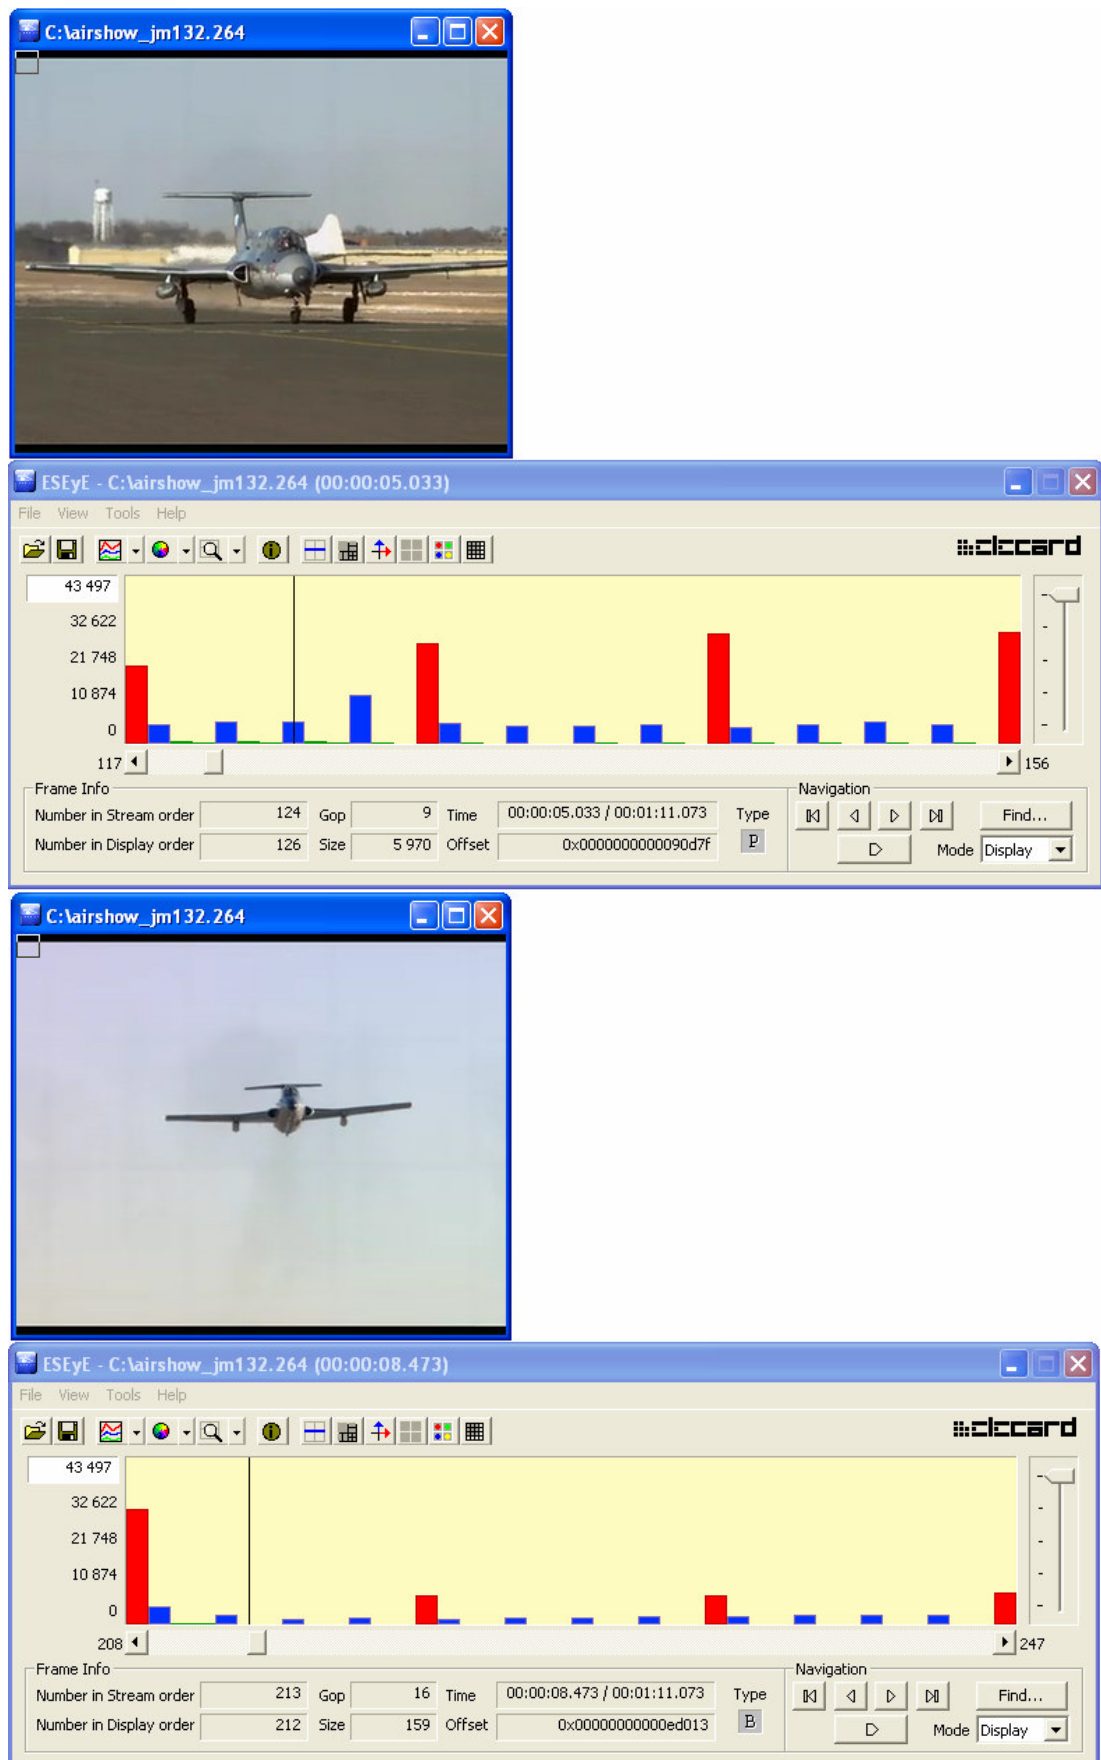 C:\airshow_jm132.264
ESEyE - C:\airshow_jm132.264 (00:00:05.033)
File View Tools Help
elecard
43 497
32 622
21 748
10 874
0
117
156
Frame Info
Navigation
Number in Stream order 124 Gop 9 Time 00:00:05.033 / 00:01:11.073 Type
Find...
Number in Display order 126 Size 5 970 Offset 0x0000000000090d7f P
Mode Display
C:\airshow_jm132.264
ESEyE - C:\airshow_jm132.264 (00:00:08.473)
File View Tools Help
elecard
43 497
32 622
21 748
10 874
0
208
247
Frame Info
Navigation
Number in Stream order 213 Gop 16 Time 00:00:08.473 / 00:01:11.073 Type
Find...
Number in Display order 212 Size 159 Offset 0x00000000000ed013 B
Mode Display